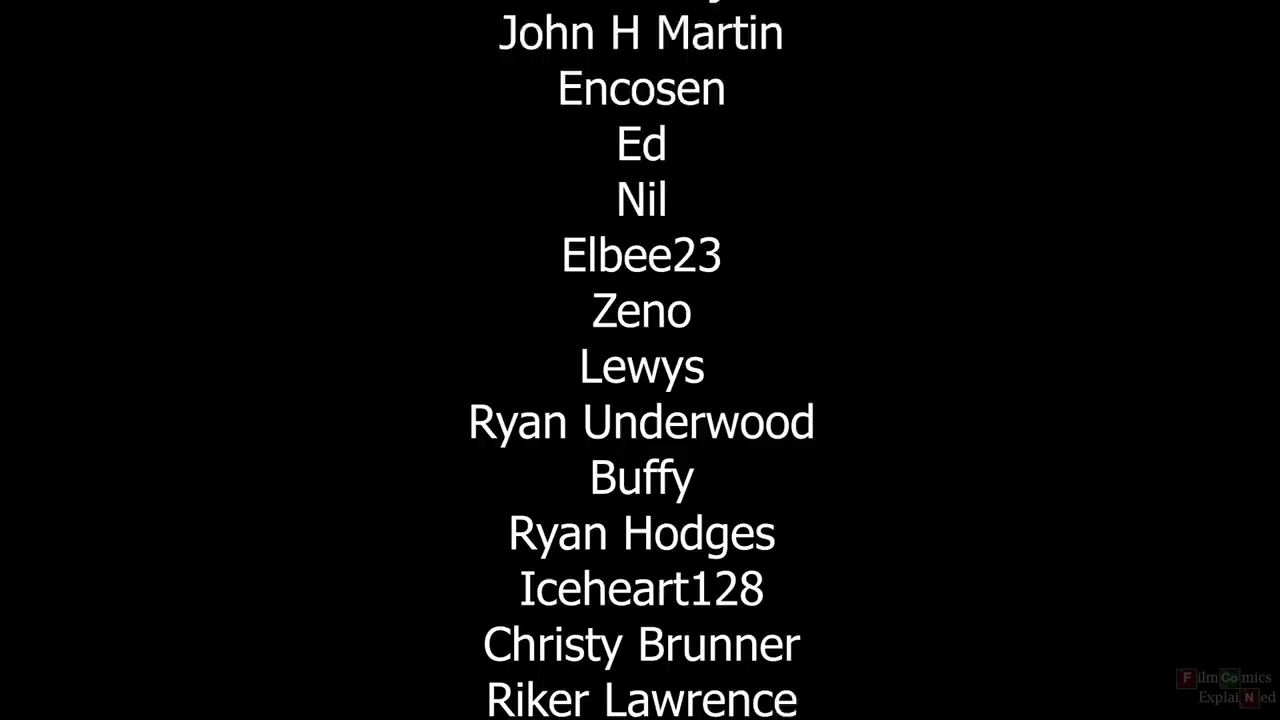 John H Martin
Encosen
Ed
Nil
Elbee23
Zeno
Lewys
Ryan Underwood
Buffy
Ryan Hodges
Iceheart128
Christy Brunner
Riker Lawrence
FilmComics
ExplaiNed